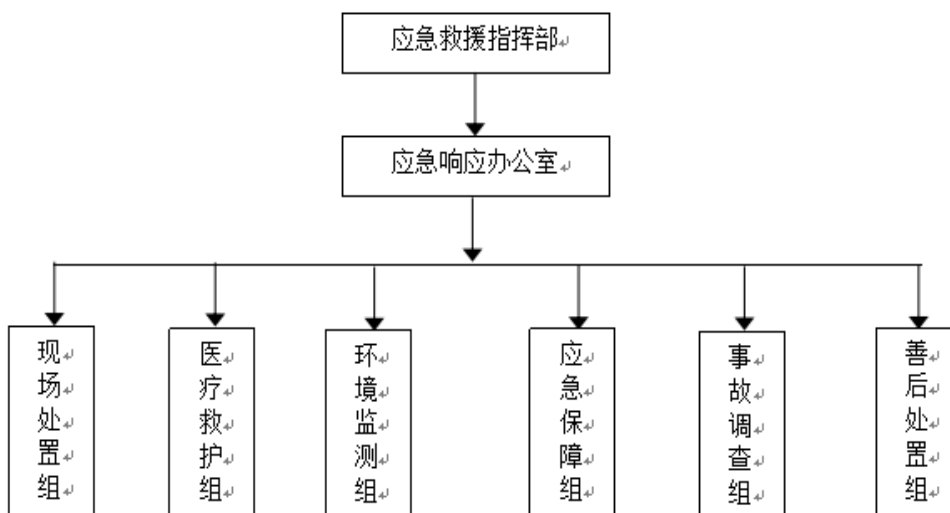 应急救援指挥部
应急响应办公室
现场处置组
医疗救护组
环境监测组
应急保障组
事故调查组
善后处置组